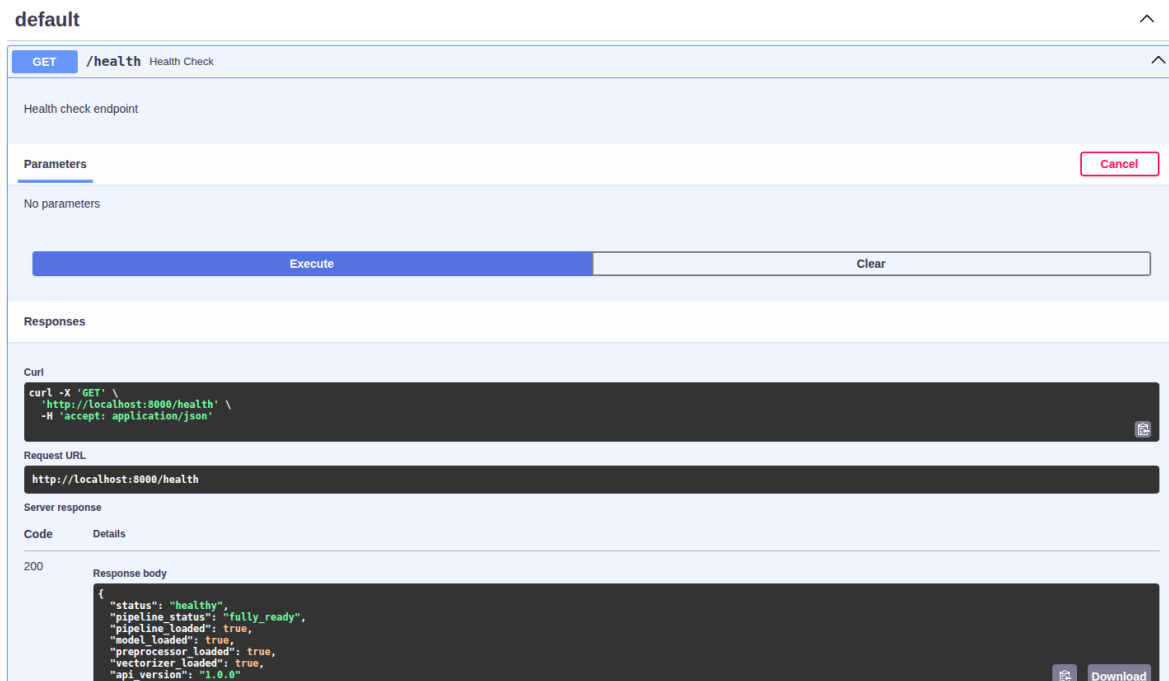 default
GET /health Health Check
Health check endpoint
Parameters
Cancel
No parameters
Execute
Clear
Responses
Curl
curl -X 'GET' \
  'http://localhost:8000/health' \
  -H 'accept: application/json'
Request URL
http://localhost:8000/health
Server response
Code Details
200
Response body
{
  "status": "healthy",
  "pipeline_status": "fully_ready",
  "pipeline_loaded": true,
  "model_loaded": true,
  "preprocessor_loaded": true,
  "vectorizer_loaded": true,
  "api_version": "1.0.0"
Download